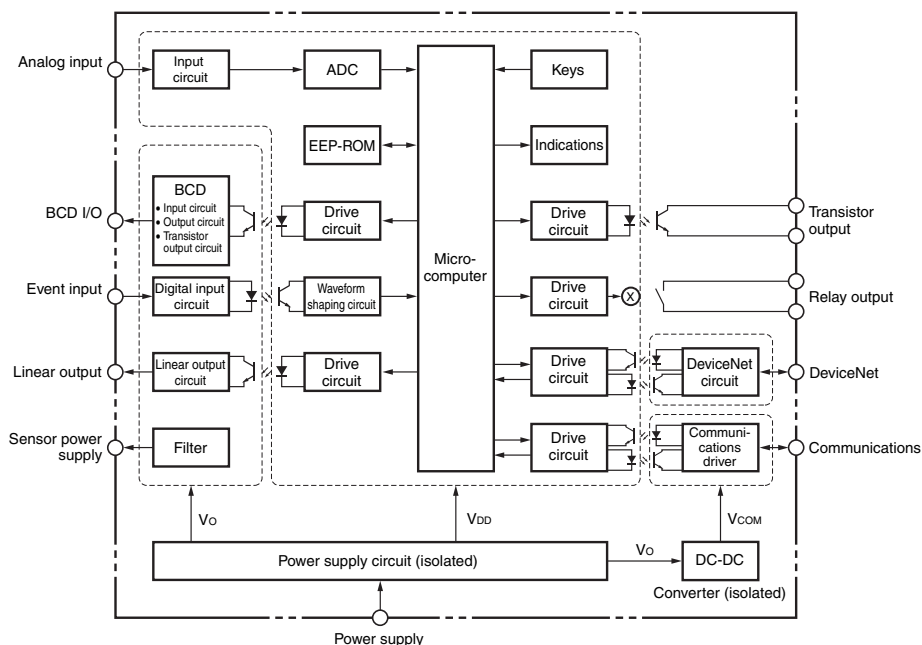 Analog input
Input
circuit
ADC
Keys
EEP-ROM
Indications
BCD I/O
BCD
• Input circuit
• Output circuit
• Transistor
output circuit
Drive
circuit
Micro-
computer
Drive
circuit
Transistor
output
Event input
Digital input
circuit
Waveform
shaping circuit
Drive
circuit
X
Relay output
Linear output
Linear output
circuit
Drive
circuit
Drive
circuit
DeviceNet
circuit
DeviceNet
Sensor power
supply
Filter
Drive
circuit
Communi-
cations
driver
Communications
VO
VDD
VCOM
Power supply circuit (isolated)
VO
DC-DC
Converter (isolated)
Power supply